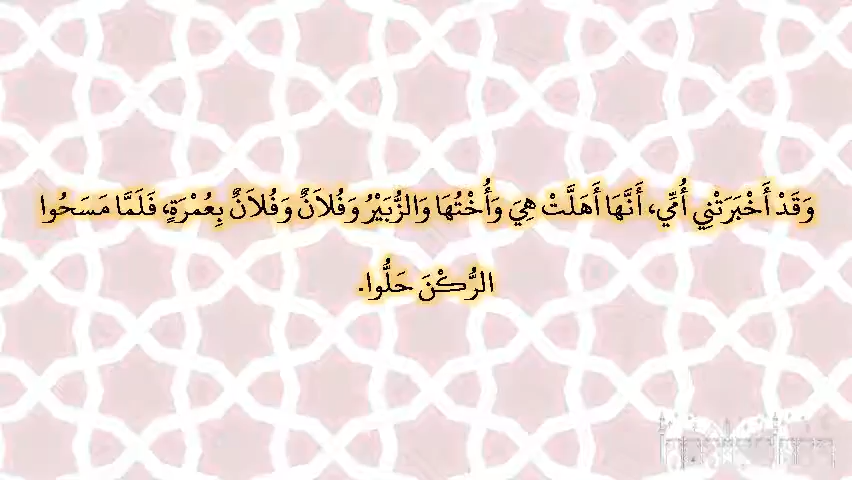 وَقَدْ أَخْبَرَتْنِي أُمِّي، أَنَّهَا أَهَلَّتْ هِيَ وَأُخْتُهَا وَالزُّبَيْرُ وَفُلاَنٌ وَفُلاَنٌ بِعُمْرَةٍ، فَلَمَّا مَسَحُوا
الرُّكْنَ حَلُّوا.